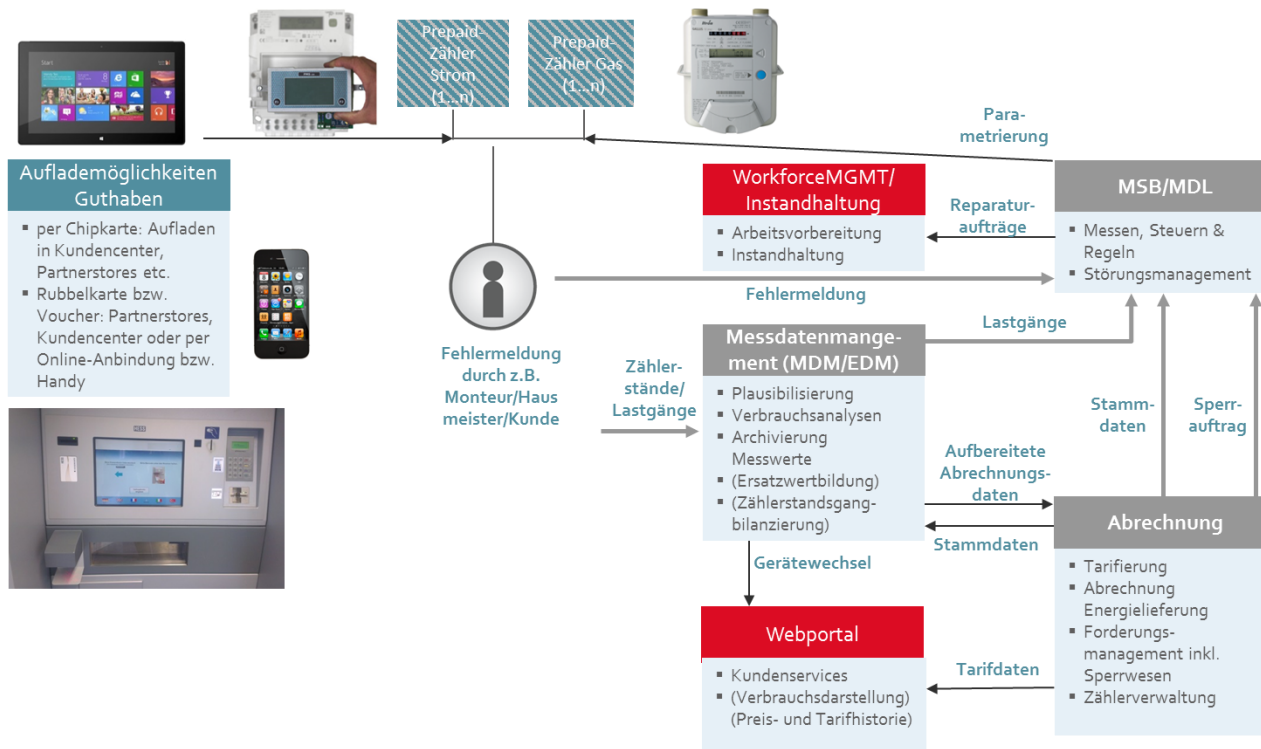 Start
Prepaid-
Zähler
Strom
(1...n)
Prepaid-
Zähler Gas
(1...n)
Para-
metrierung
Auflademöglichkeiten
Guthaben
▪ per Chipkarte: Aufladen
in Kundencenter,
Partnerstores etc.
▪ Rubbelkarte bzw.
Voucher: Partnerstores,
Kundencenter oder per
Online-Anbindung bzw.
Handy
WorkforceMGMT/
Instandhaltung
▪ Arbeitsvorbereitung
▪ Instandhaltung
Reparatur-
aufträge
MSB/MDL
▪ Messen, Steuern &
Regeln
▪ Störungsmanagement
Fehlermeldung
Fehlermeldung
durch z.B.
Monteur/Haus
meister/Kunde
Zähler-
stände/
Lastgänge
Messdatenmange-
ment (MDM/EDM)
▪ Plausibilisierung
▪ Verbrauchsanalysen
▪ Archivierung
Messwerte
▪ (Ersatzwertbildung)
▪ (Zählerstandsgang-
bilanzierung)
Lastgänge
Stamm-
daten
Sperr-
auftrag
Aufbereitete
Abrechnungs-
daten
Stammdaten
Abrechnung
▪ Tarifierung
▪ Abrechnung
Energielieferung
▪ Forderungs-
management inkl.
Sperrwesen
▪ Zählerverwaltung
Gerätewechsel
Webportal
▪ Kundenservices
▪ (Verbrauchsdarstellung)
(Preis- und Tarifhistorie)
Tarifdaten